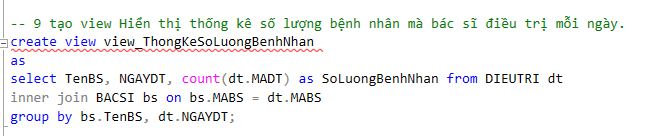 -- 9 tạo view Hiển thị thống kê số lượng bệnh nhân mà bác sĩ điều trị mỗi ngày.
create view view_ThongKeSoLuongBenhNhan
as
select TenBS, NGAYDT, count(dt.MADT) as SoLuongBenhNhan from DIEUTRI dt
inner join BACSI bs on bs.MABS = dt.MABS
group by bs.TenBS, dt.NGAYDT;